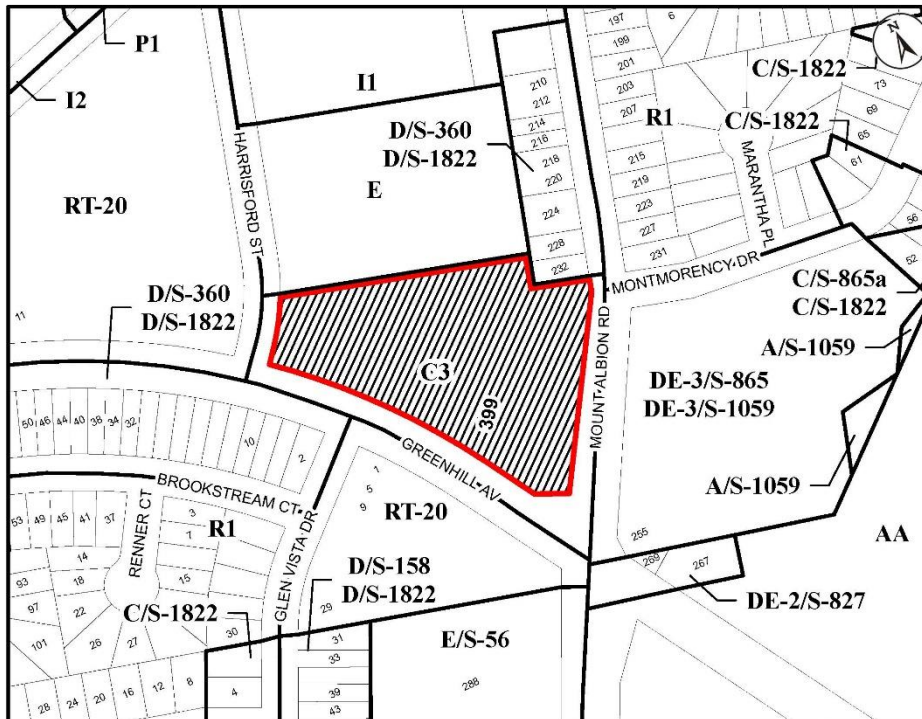 P1
I2
I1
N
C/S-1822
C/S-1822
R1
197
199
201
203
207
215
219
223
227
231
6
73
69
65
61
56
52
MARANTHA PL
210
212
214
216
218
220
224
228
232
D/S-360
D/S-1822
E
RT-20
HARRISFORD ST
MONTMORENCY DR
D/S-360
D/S-1822
11
C3
399
MOUNT ALBION RD
C/S-865a
C/S-1822
A/S-1059
DE-3/S-865
DE-3/S-1059
A/S-1059
AA
50
46
44
40
38
34
32
10
2
GREENHILL AV
BROOKSTREAM CT
RENNER CT
R1
GLEN VISTA DR
1
5
9
RT-20
53
49
45
41
37
3
7
14
18
15
93
97
22
101
26
27
30
29
D/S-158
D/S-1822
C/S-1822
255
269
267
DE-2/S-827
E/S-56
288
31
33
39
43
28
24
20
16
12
8
4